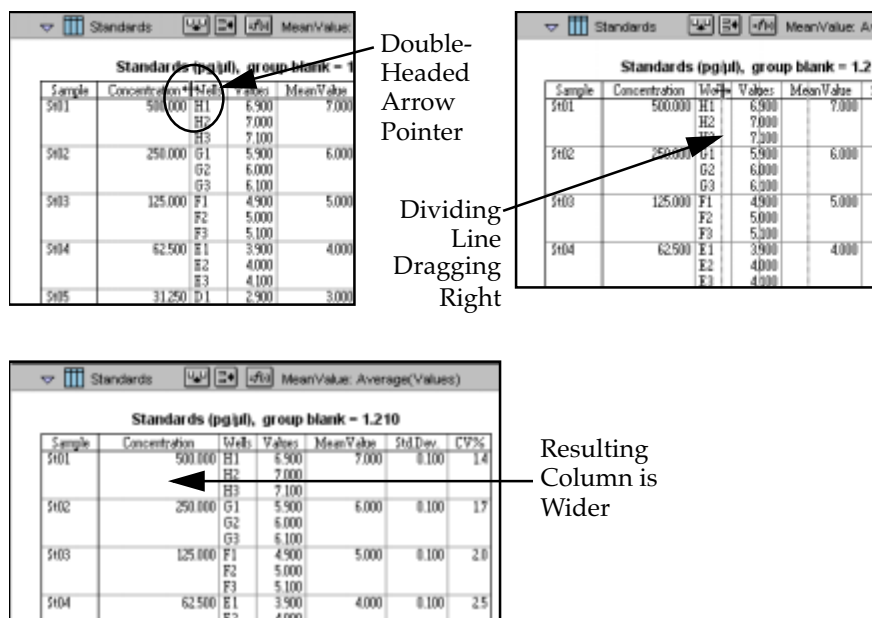 Standards MeanValue:
Standards (pg/µl), group blank = 1
Sample Concentration Wells Values MeanValue
St01 500.000 H1 6.900 7.000
H2 7.000
H3 7.100
St02 250.000 G1 5.900 6.000
G2 6.000
G3 6.100
St03 125.000 F1 4.900 5.000
F2 5.000
F3 5.100
St04 62.500 E1 3.900 4.000
E2 4.000
E3 4.100
St05 31.250 D1 2.900 3.000
Double-
Headed
Arrow
Pointer
Standards MeanValue: A
Standards (pg/µl), group blank = 1.2
Sample Concentration Values MeanValue
St01 500.000 H1 6.900 7.000
H2 7.000
7.100
St02 250.000 G1 5.900 6.000
G2 6.000
G3 6.100
St03 125.000 F1 4.900 5.000
F2 5.000
F3 5.100
St04 62.500 E1 3.900 4.000
E2 4.000
E3 4.100
Dividing
Line
Dragging
Right
Standards MeanValue: Average(Values)
Standards (pg/µl), group blank = 1.210
Sample Concentration Wells Values MeanValue Std.Dev. CV%
St01 500.000 H1 6.900 7.000 0.100 1.4
H2 7.000
H3 7.100
St02 250.000 G1 5.900 6.000 0.100 1.7
G2 6.000
G3 6.100
St03 125.000 F1 4.900 5.000 0.100 2.0
F2 5.000
F3 5.100
St04 62.500 E1 3.900 4.000 0.100 2.5
E2 4.000
Resulting
Column is
Wider